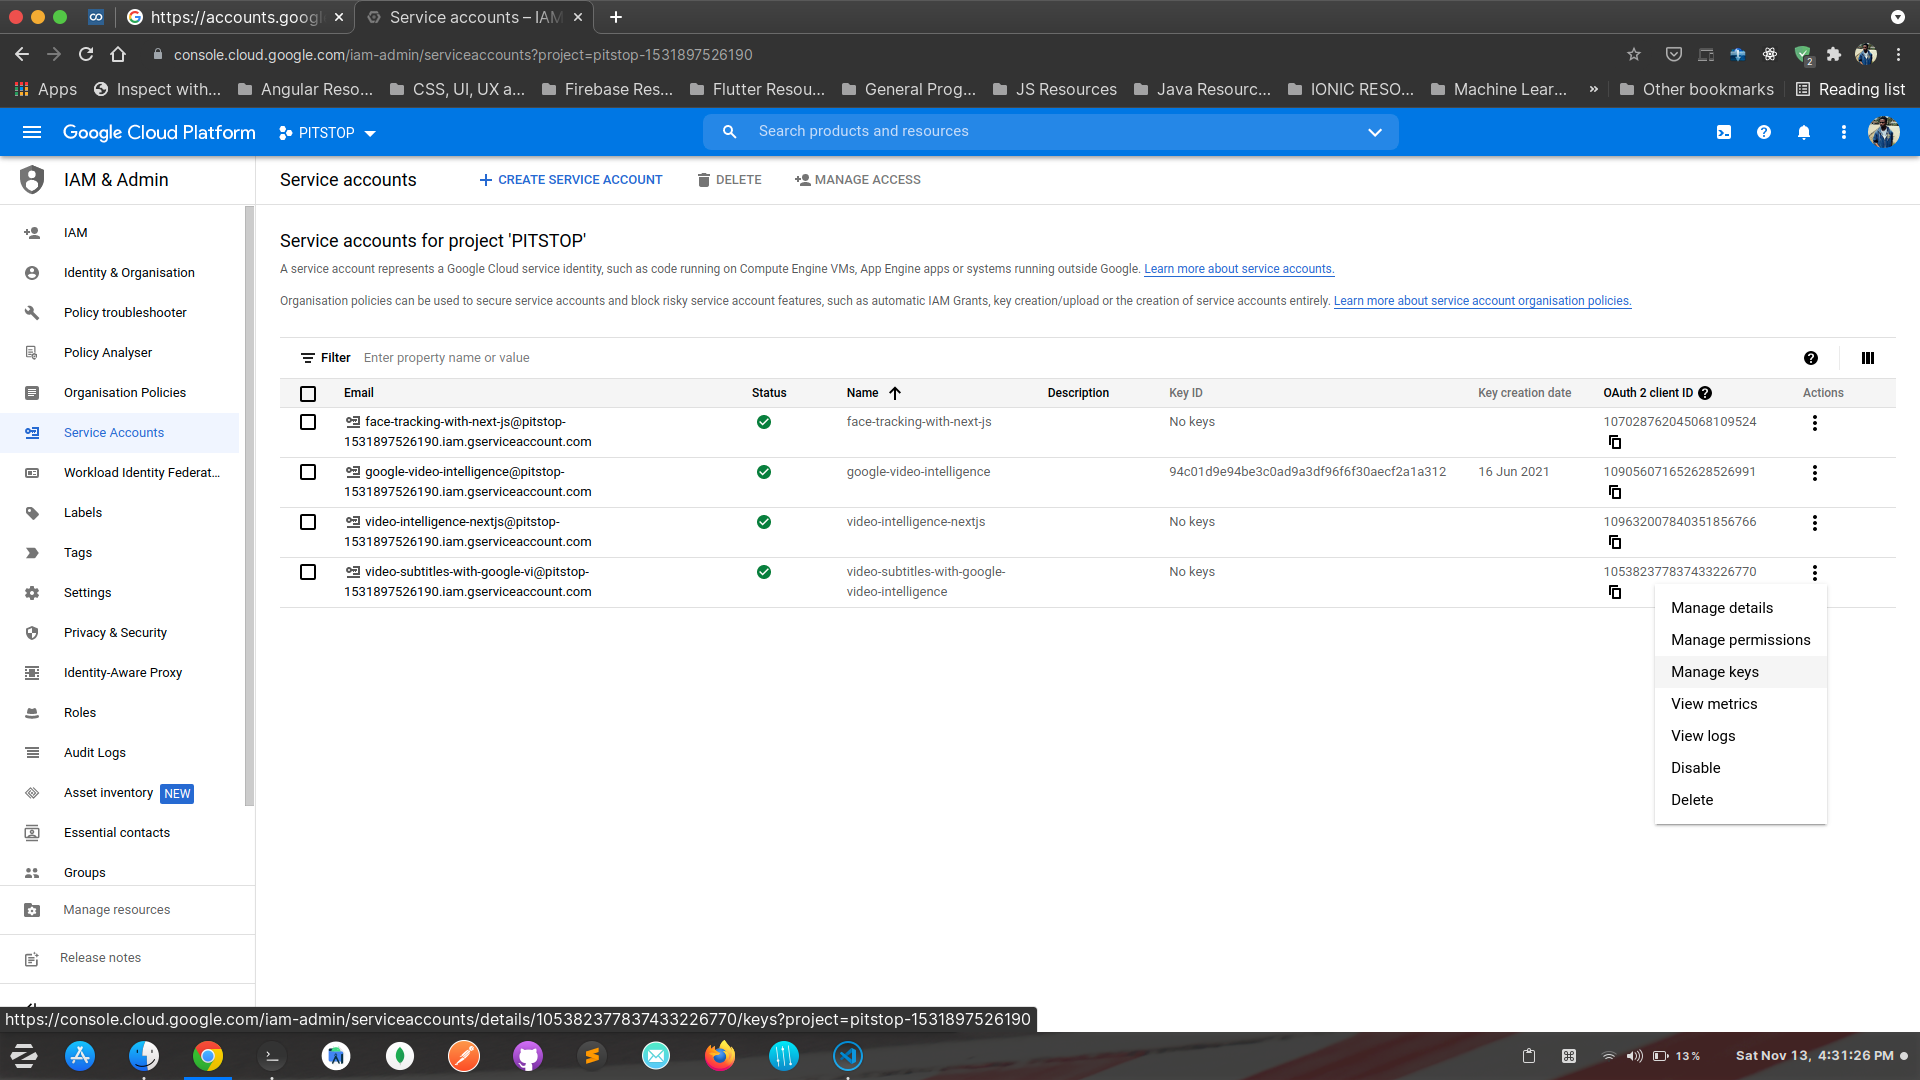 https://accounts.googl
Service accounts – IAM
console.cloud.google.com/iam-admin/serviceaccounts?project=pitstop-1531897526190
2
Apps
Inspect with...
Angular Reso...
CSS, UI, UX a...
Firebase Res...
Flutter Resou...
General Prog...
JS Resources
Java Resourc...
IONIC RESO...
Machine Lear...
»
Other bookmarks
Reading list
Google Cloud Platform
PITSTOP
Search products and resources
IAM & Admin
Service accounts
CREATE SERVICE ACCOUNT
DELETE
MANAGE ACCESS
IAM
Identity & Organisation
Policy troubleshooter
Policy Analyser
Organisation Policies
Service Accounts
Workload Identity Federat...
Labels
Tags
Settings
Privacy & Security
Identity-Aware Proxy
Roles
Audit Logs
Asset inventory NEW
Essential contacts
Groups
Manage resources
Release notes
Service accounts for project 'PITSTOP'
A service account represents a Google Cloud service identity, such as code running on Compute Engine VMs, App Engine apps or systems running outside Google. Learn more about service accounts.
Organisation policies can be used to secure service accounts and block risky service account features, such as automatic IAM Grants, key creation/upload or the creation of service accounts entirely. Learn more about service account organisation policies.
Filter Enter property name or value
Email Status Name Description Key ID Key creation date OAuth 2 client ID Actions
face-tracking-with-next-js@pitstop- face-tracking-with-next-js No keys 107028762045068109524
1531897526190.iam.gserviceaccount.com
google-video-intelligence@pitstop- google-video-intelligence 94c01d9e94be3c0ad9a3df96f6f30aecf2a1a312 16 Jun 2021 109056071652628526991
1531897526190.iam.gserviceaccount.com
video-intelligence-nextjs@pitstop- video-intelligence-nextjs No keys 109632007840351856766
1531897526190.iam.gserviceaccount.com
video-subtitles-with-google-vi@pitstop- video-subtitles-with-google- No keys 105382377837433226770
1531897526190.iam.gserviceaccount.com video-intelligence
Manage details
Manage permissions
Manage keys
View metrics
View logs
Disable
Delete
https://console.cloud.google.com/iam-admin/serviceaccounts/details/105382377837433226770/keys?project=pitstop-1531897526190
13%
Sat Nov 13, 4:31:26 PM